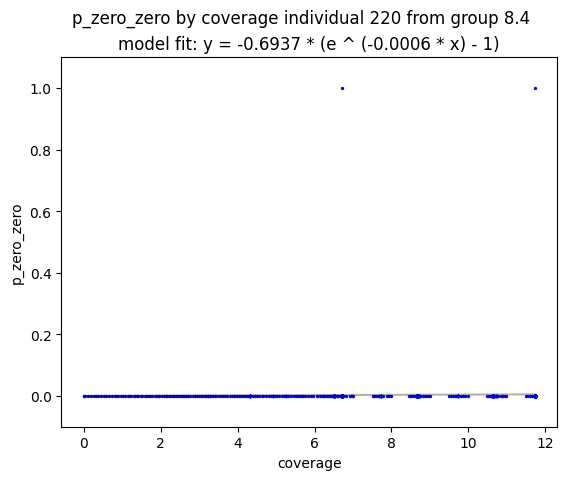 p_zero_zero by coverage individual 220 from group 8.4
model fit: y = -0.6937 * (e ^ (-0.0006 * x) - 1)
1.0
0.8
0.6
0.4
0.2
0.0
p_zero_zero
0 2 4 6 8 10 12
coverage